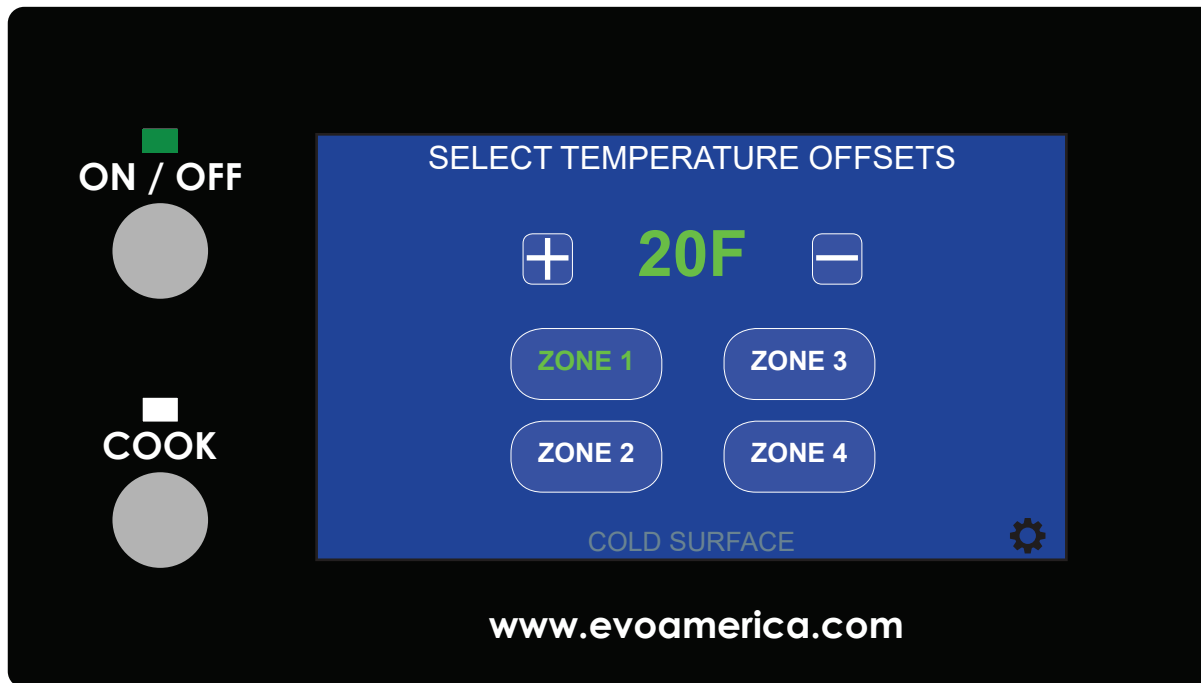 ON / OFF
SELECT TEMPERATURE OFFSETS
20F
ZONE 1
ZONE 3
COOK
ZONE 2
ZONE 4
COLD SURFACE
www.evoamerica.com